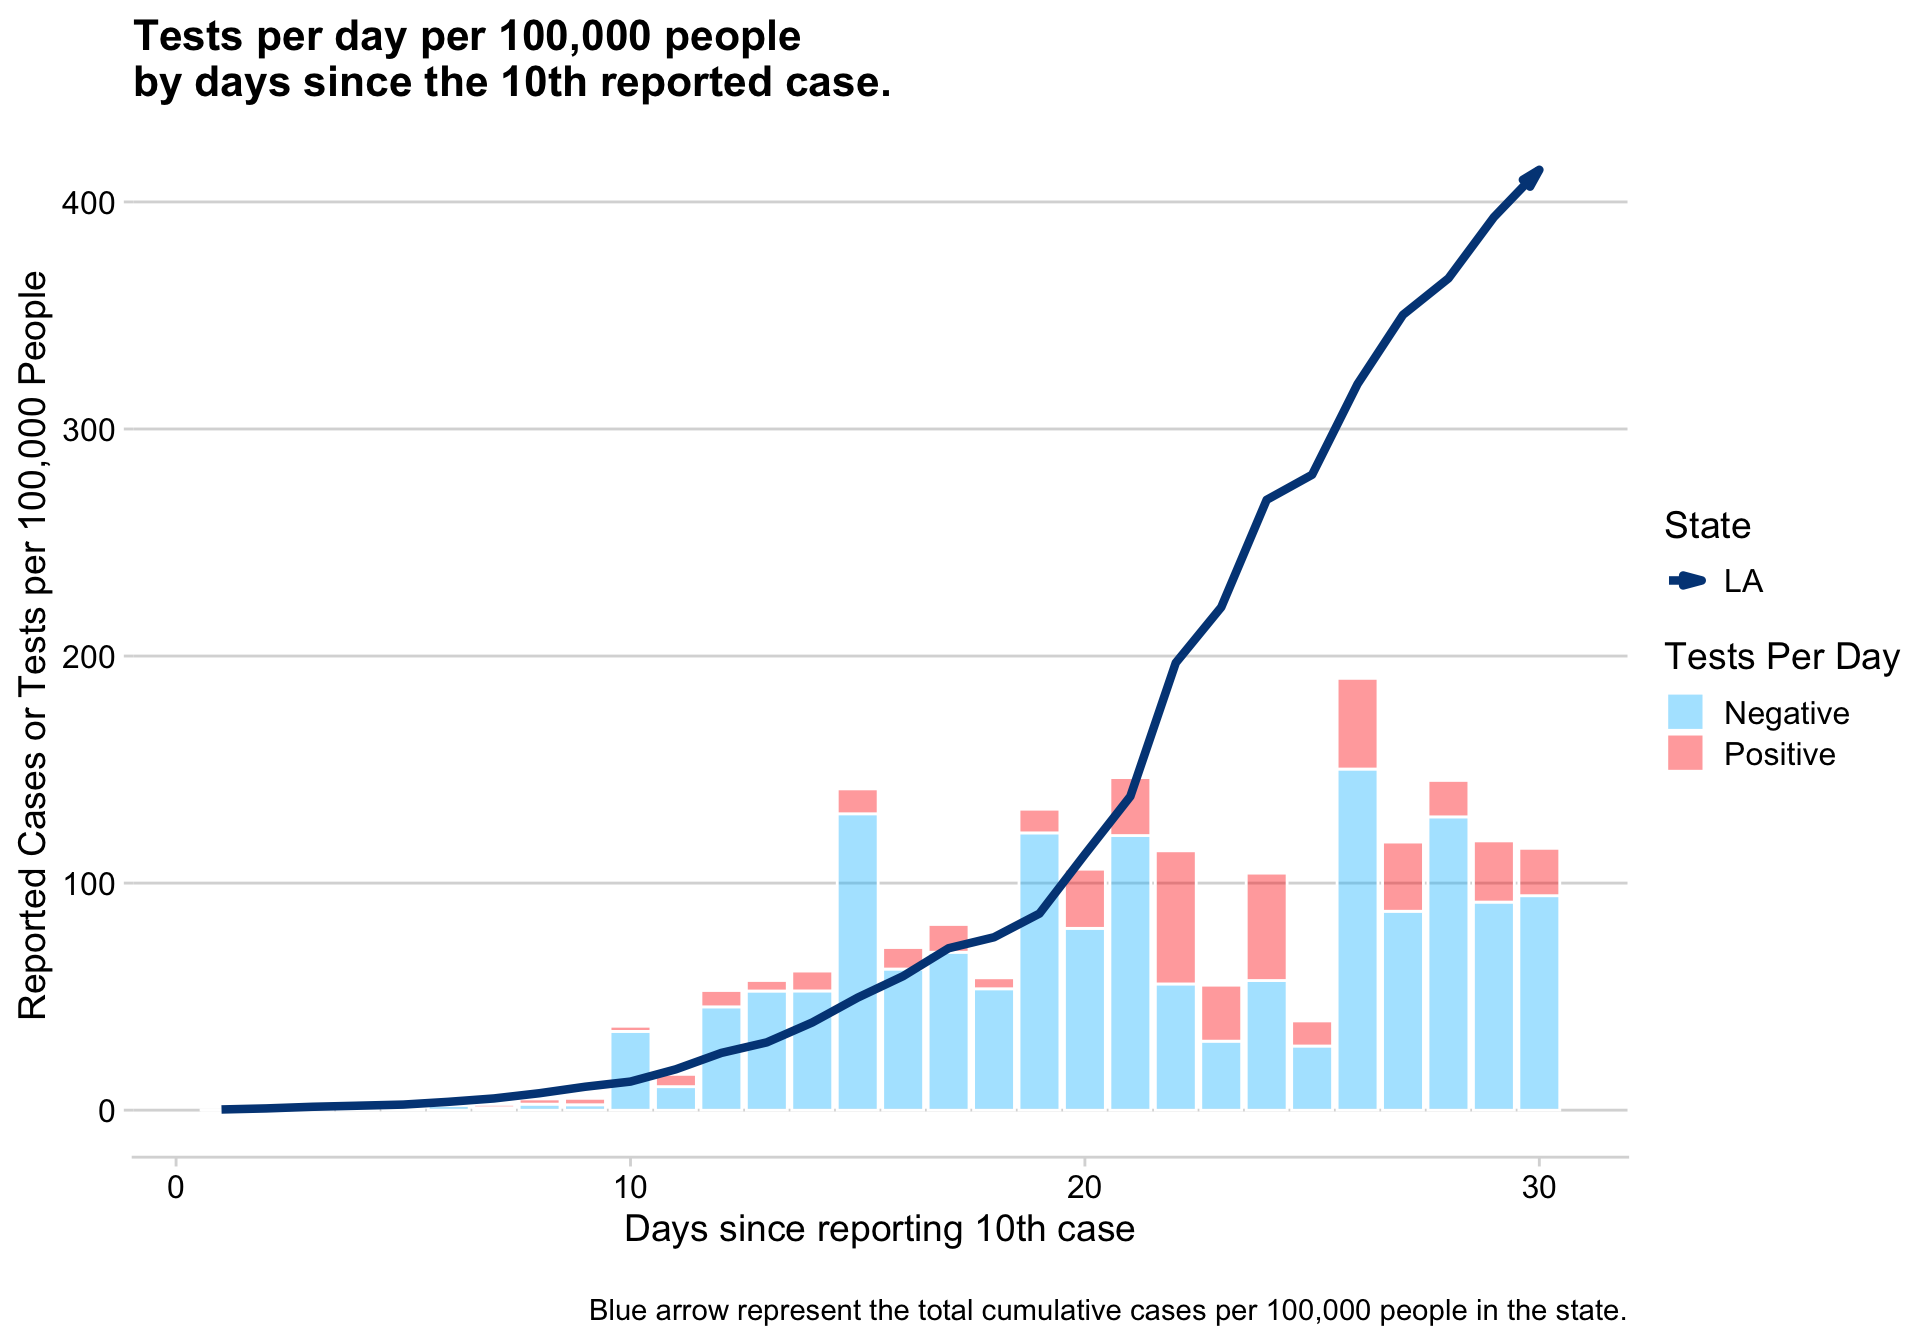 Tests per day per 100,000 people
by days since the 10th reported case.
Reported Cases or Tests per 100,000 People
400
300
200
100
0
0 10 20 30
Days since reporting 10th case
State
LA
Tests Per Day
Negative
Positive
Blue arrow represent the total cumulative cases per 100,000 people in the state.